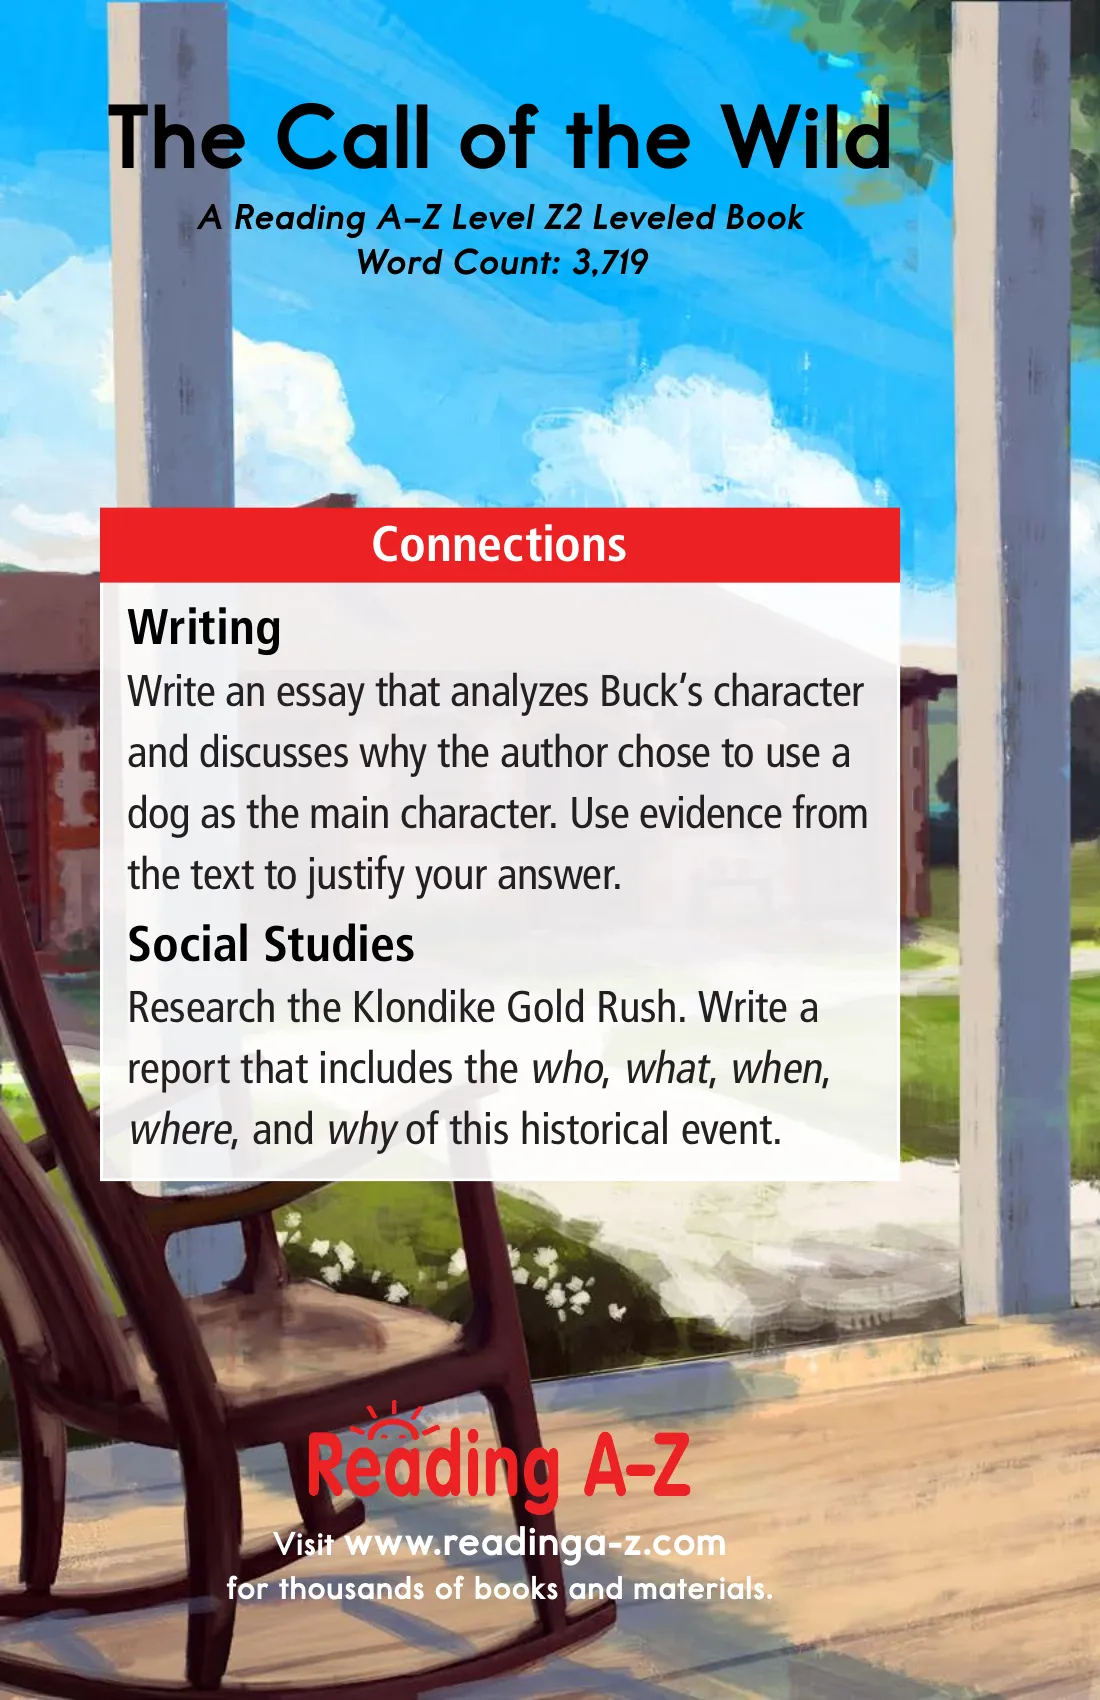 The Call of the Wild
A Reading A–Z Level Z2 Leveled Book
Word Count: 3,719
Connections
Writing
Write an essay that analyzes Buck’s character
and discusses why the author chose to use a
dog as the main character. Use evidence from
the text to justify your answer.
Social Studies
Research the Klondike Gold Rush. Write a
report that includes the who, what, when,
where, and why of this historical event.
Reading A–Z
Visit www.readinga-z.com
for thousands of books and materials.